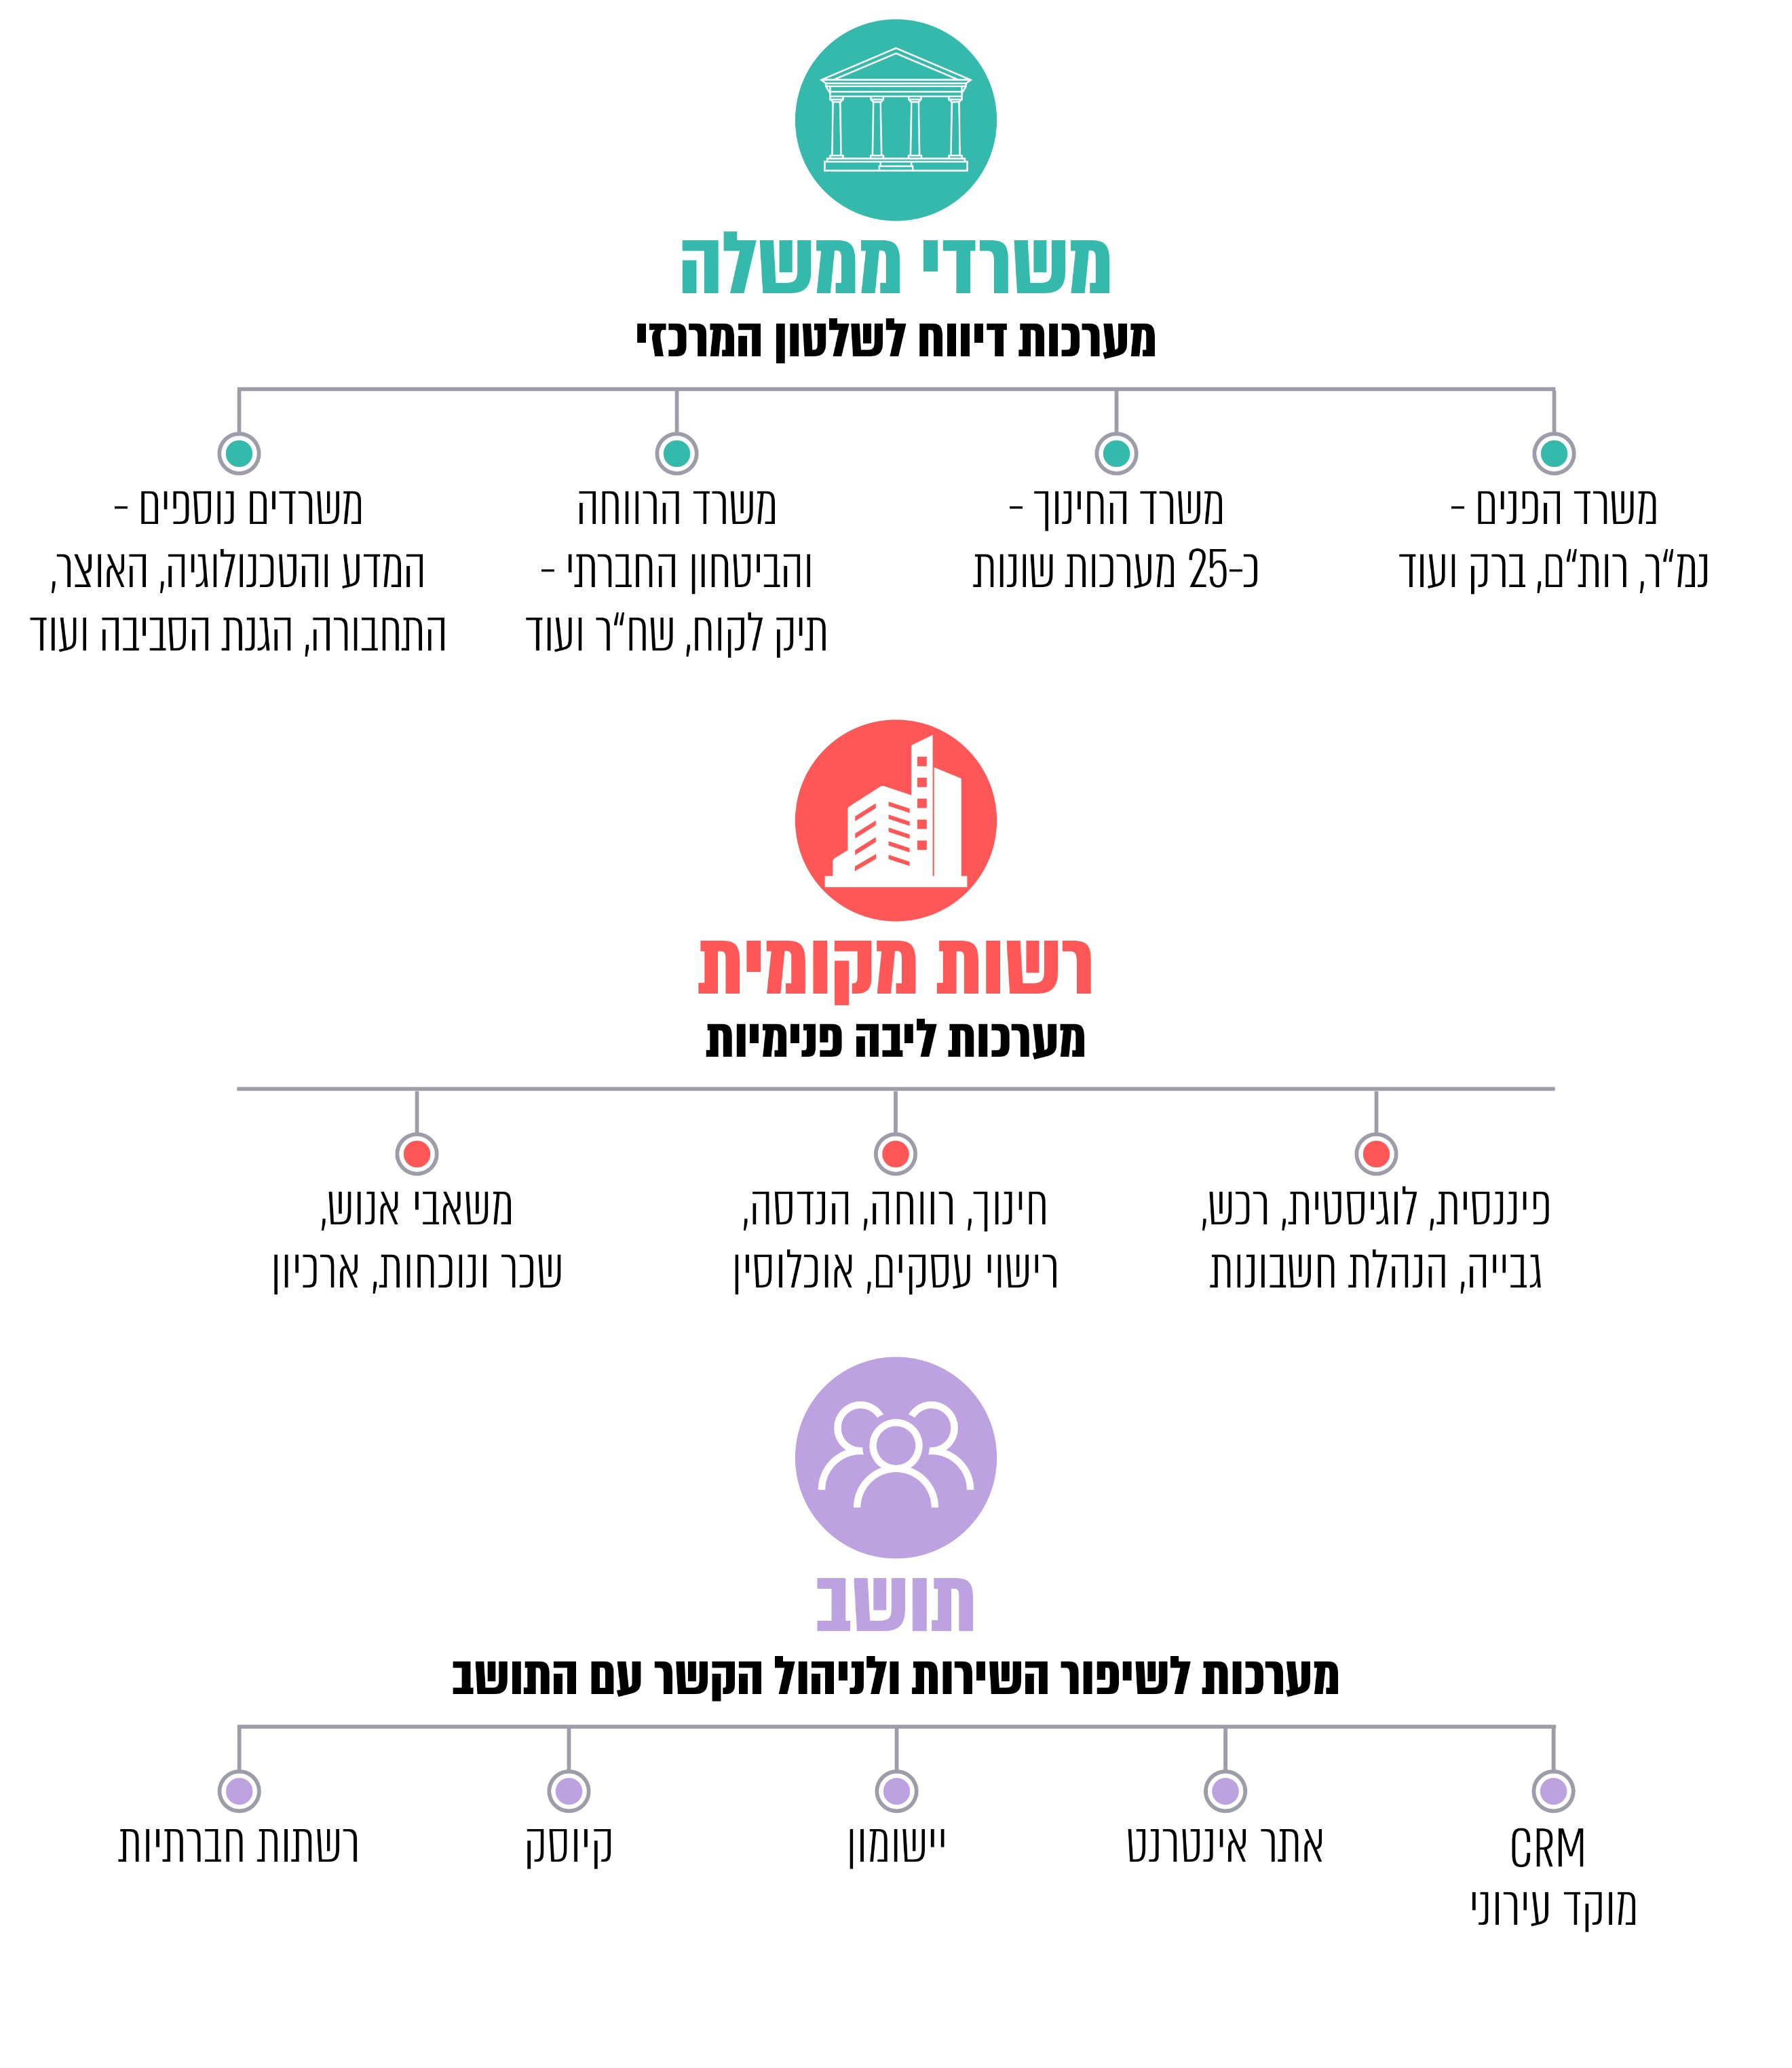 משרדי ממשלה
מערכות דיווח לשלטון המרכזי
משרד הפנים -
נמ"ר, רות"ם, ברק ועוד
משרד החינוך -
כ-25 מערכות שונות
משרד הרווחה
והביטחון החברתי -
תיק לקוח, שח"ר ועוד
משרדים נוספים -
המדע והטכנולוגיה, האוצר,
התחבורה, הגנת הסביבה ועוד
רשות מקומית
מערכות ליבה פנימיות
פיננסית, לוגיסטית, רכש,
גבייה, הנהלת חשבונות
חינוך, רווחה, הנדסה,
רישוי עסקים, אוכלוסין
משאבי אנוש,
שכר ונוכחות, ארכיון
תושב
מערכות לשיפור השירות ולניהול הקשר עם התושב
CRM
מוקד עירוני
אתר אינטרנט
יישומון
קיוסק
רשתות חברתיות